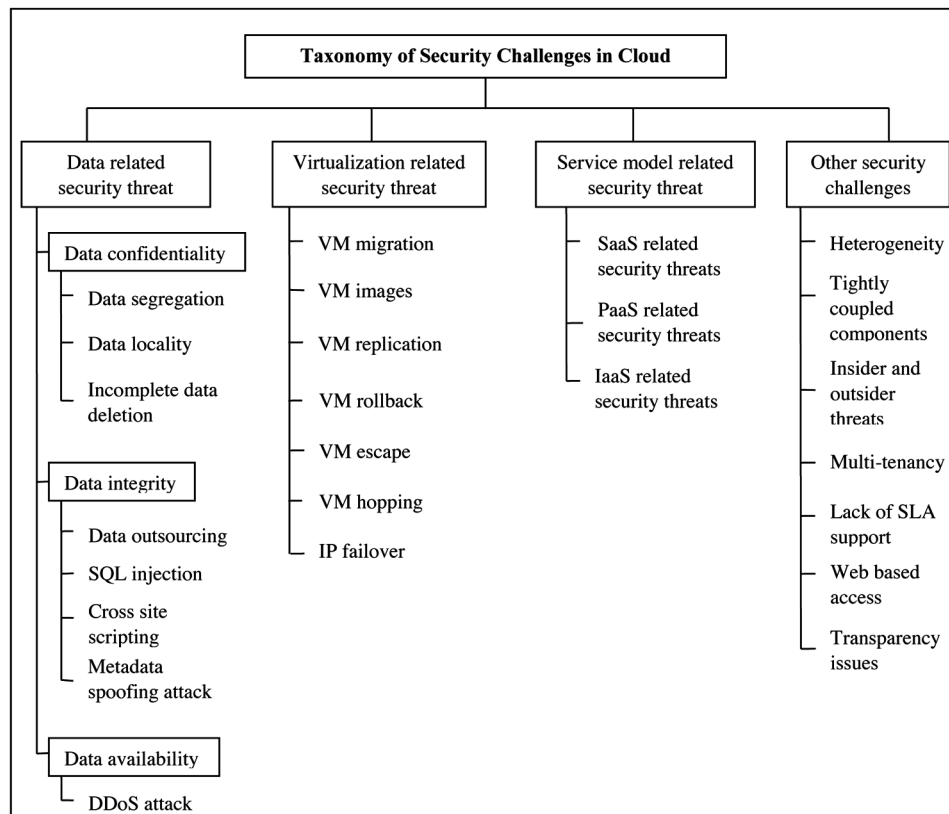 Taxonomy of Security Challenges in Cloud
Data related
security threat
Data confidentiality
Data segregation
Data locality
Incomplete data
deletion
Data integrity
Data outsourcing
SQL injection
Cross site
scripting
Metadata
spoofing attack
Data availability
DDoS attack
Virtualization related
security threat
VM migration
VM images
VM replication
VM rollback
VM escape
VM hopping
IP failover
Service model related
security threat
SaaS related
security threats
PaaS related
security threats
IaaS related
security threats
Other security
challenges
Heterogeneity
Tightly
coupled
components
Insider and
outsider
threats
Multi-tenancy
Lack of SLA
support
Web based
access
Transparency
issues